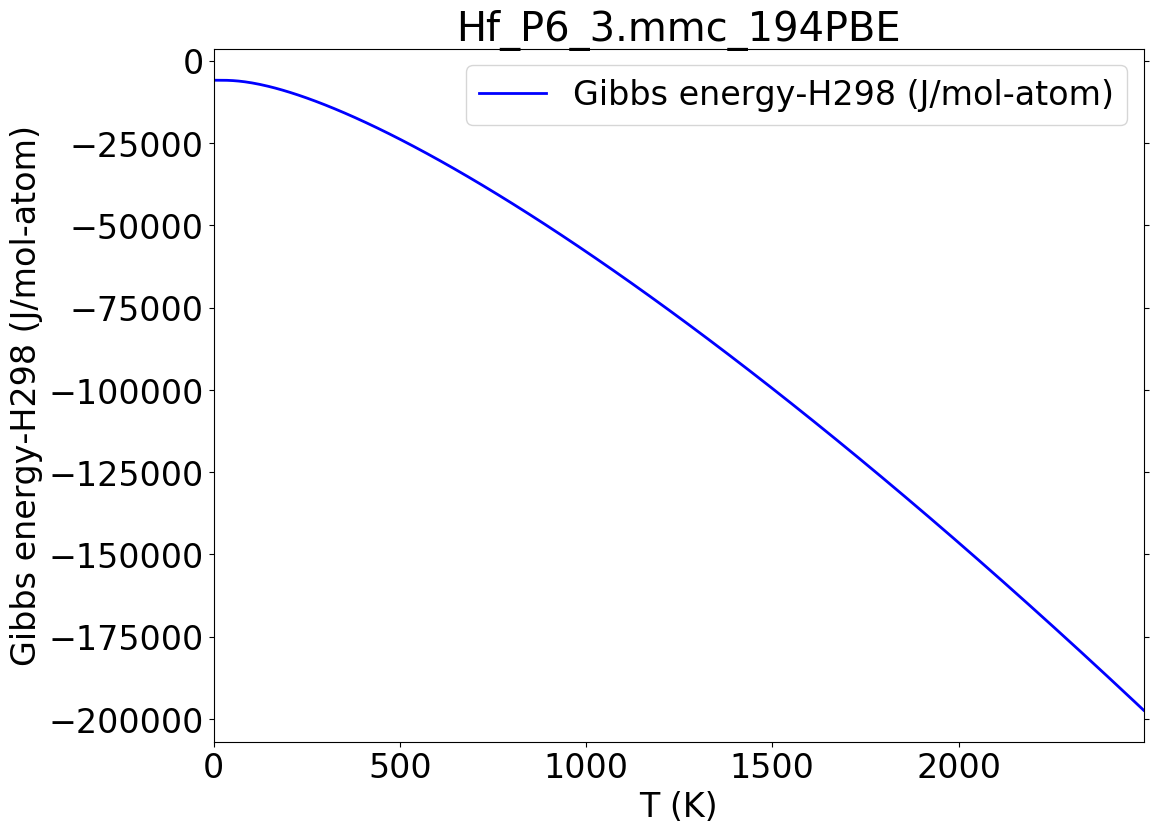 Hf_P6_3.mmc_194PBE
Gibbs energy-H298 (J/mol-atom)
Gibbs energy-H298 (J/mol-atom)
0
−25000
−50000
−75000
−100000
−125000
−150000
−175000
−200000
0 500 1000 1500 2000
T (K)